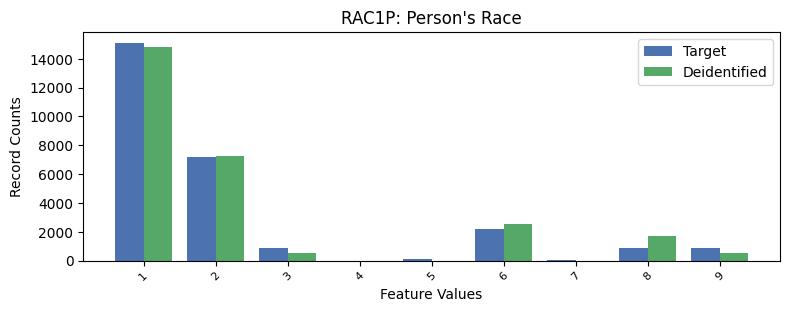 RAC1P: Person's Race
Target
Deidentified
Record Counts
14000
12000
10000
8000
6000
4000
2000
0
1 2 3 4 5 6 7 8 9
Feature Values